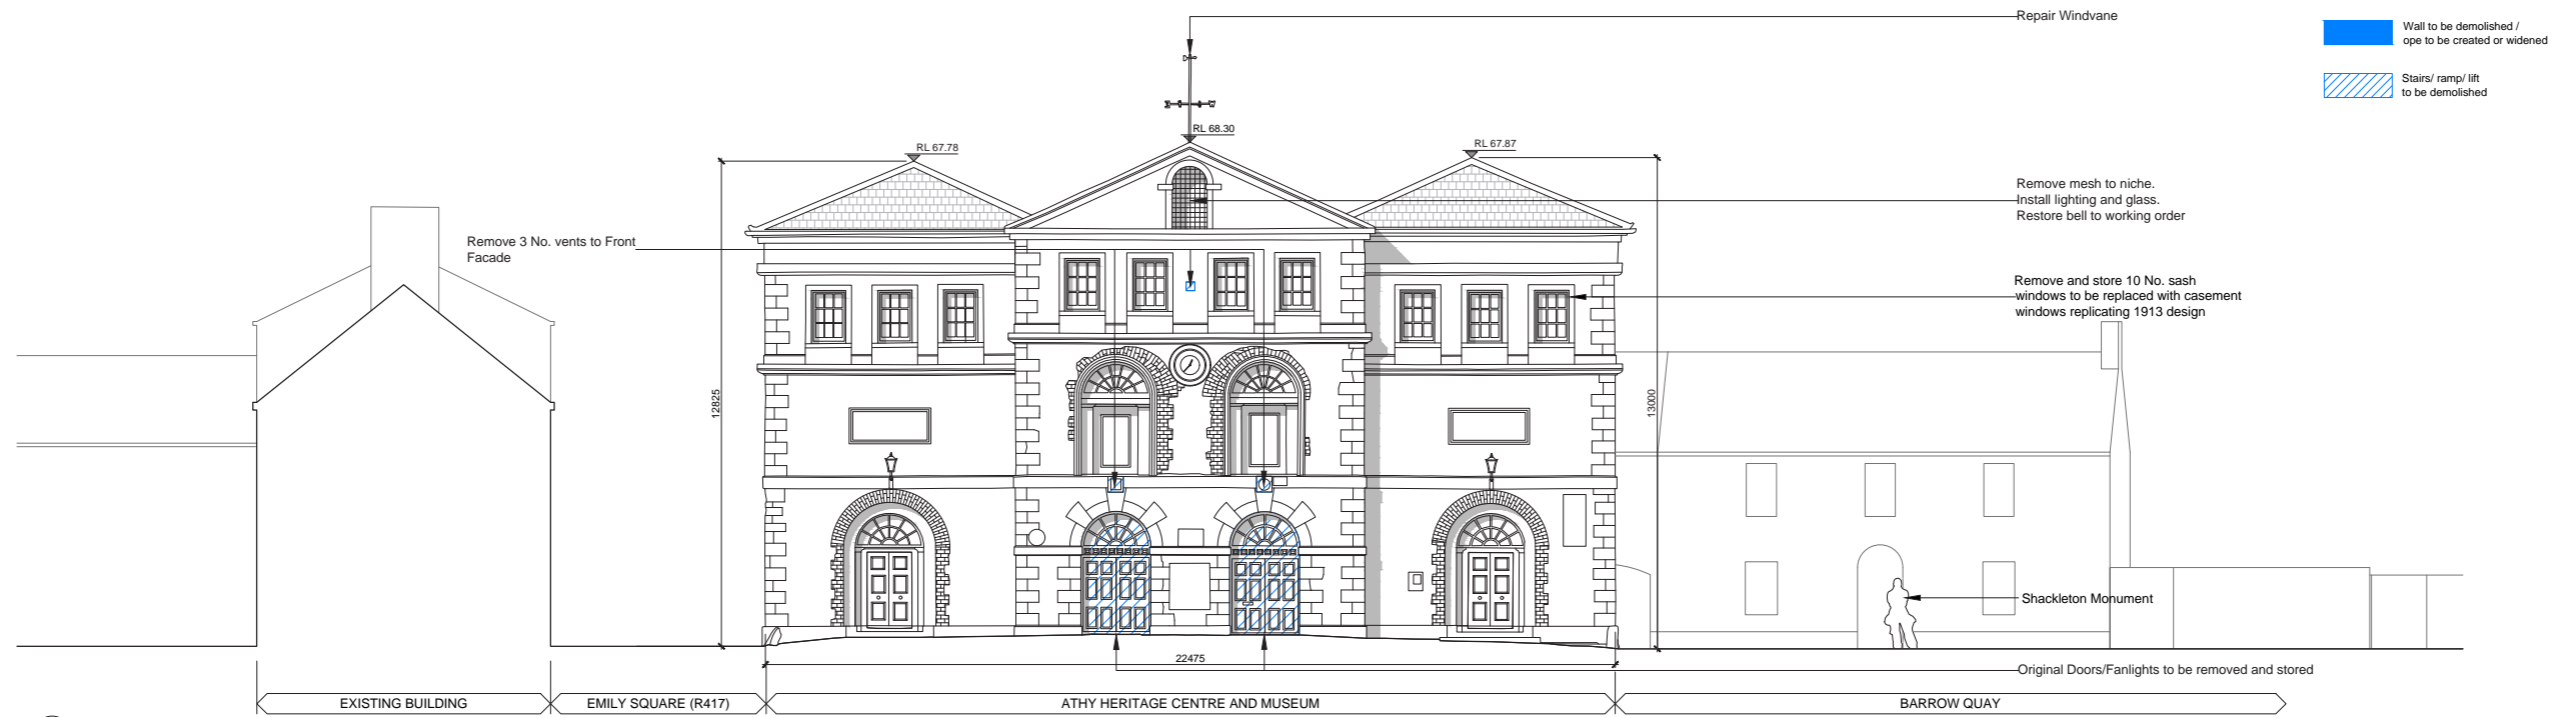 Repair Windvane
Wall to be demolished /
ope to be created or widened
Stairs/ ramp/ lift
to be demolished
RL 68.30
RL 67.78
RL 67.87
Remove mesh to niche.
Install lighting and glass.
Restore bell to working order
Remove 3 No. vents to Front
Facade
Remove and store 10 No. sash
windows to be replaced with casement
windows replicating 1913 design
12825
13000
Shackleton Monument
22475
Original Doors/Fanlights to be removed and stored
EXISTING BUILDING
EMILY SQUARE (R417)
ATHY HERITAGE CENTRE AND MUSEUM
BARROW QUAY